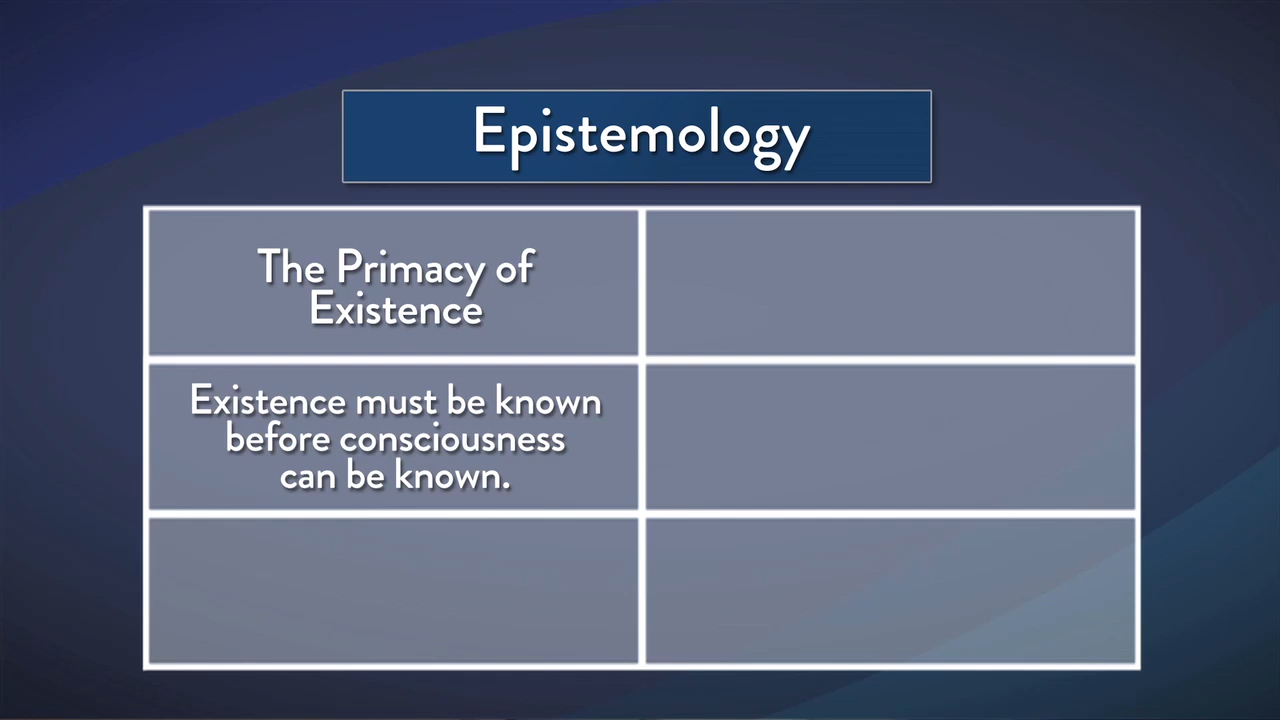 Epistemology
The Primacy of
Existence
Existence must be known
before consciousness
can be known.